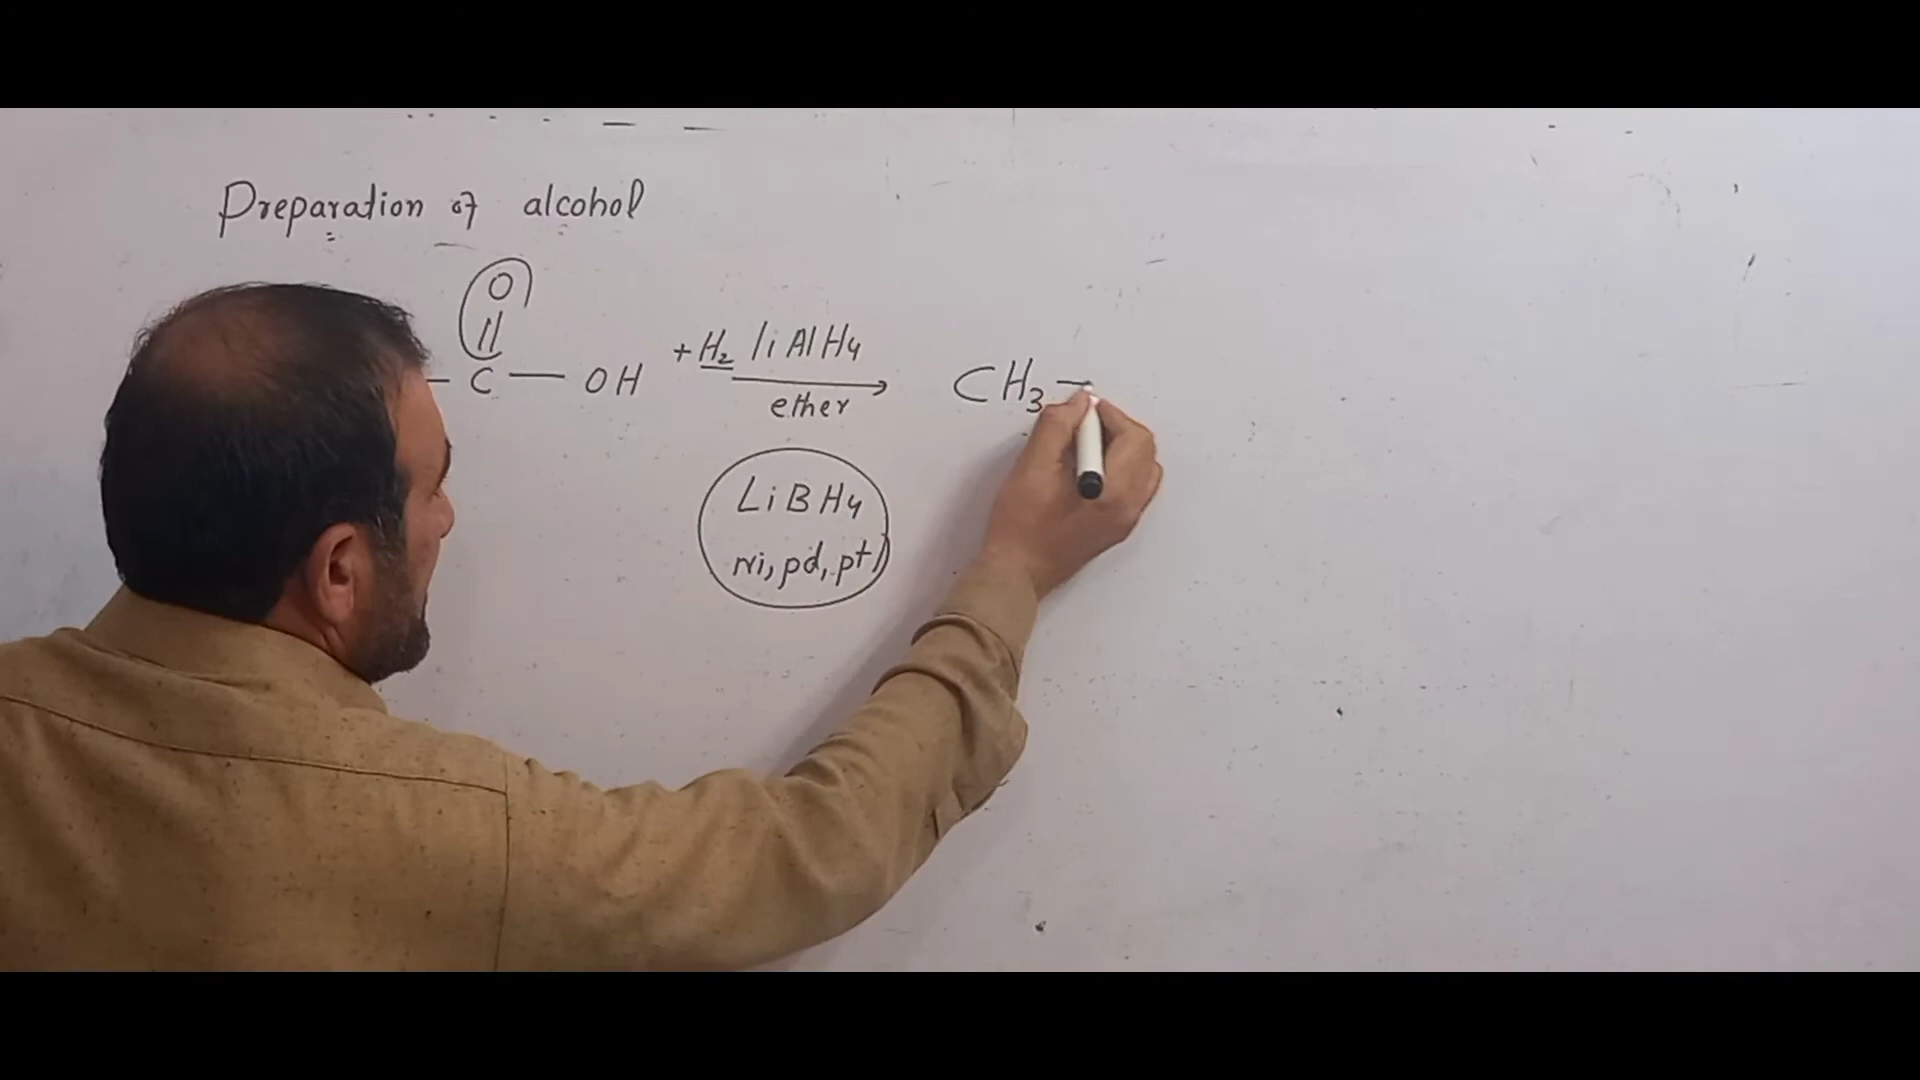 Preparation of alcohol
O
||
— C — OH +H₂ liAlH4 CH3 —
ether
LiBH4
Ni, pd, pt)